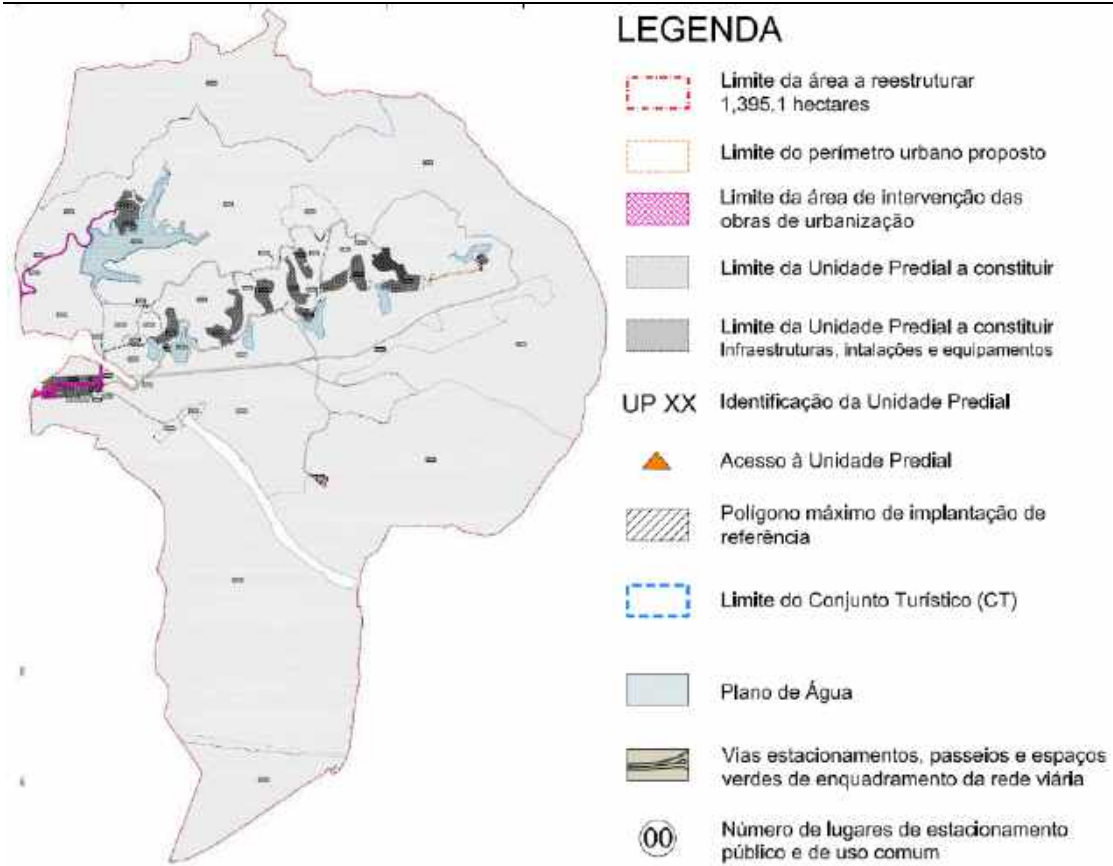 LEGENDA
Limite da área a reestruturar
1,395,1 hectares
Limite do perímetro urbano proposto
Limite da área de intervenção das
obras de urbanização
Limite da Unidade Predial a constituir
Limite da Unidade Predial a constituir
Infraestruturas, intalações e equipamentos
UP XX Identificação da Unidade Predial
Acesso à Unidade Predial
Polígono máximo de implantação de
referência
Limite do Conjunto Turístico (CT)
Plano de Água
Vias estacionamentos, passeios e espaços
verdes de enquadramento da rede viária
00 Número de lugares de estacionamento
público e de uso comum